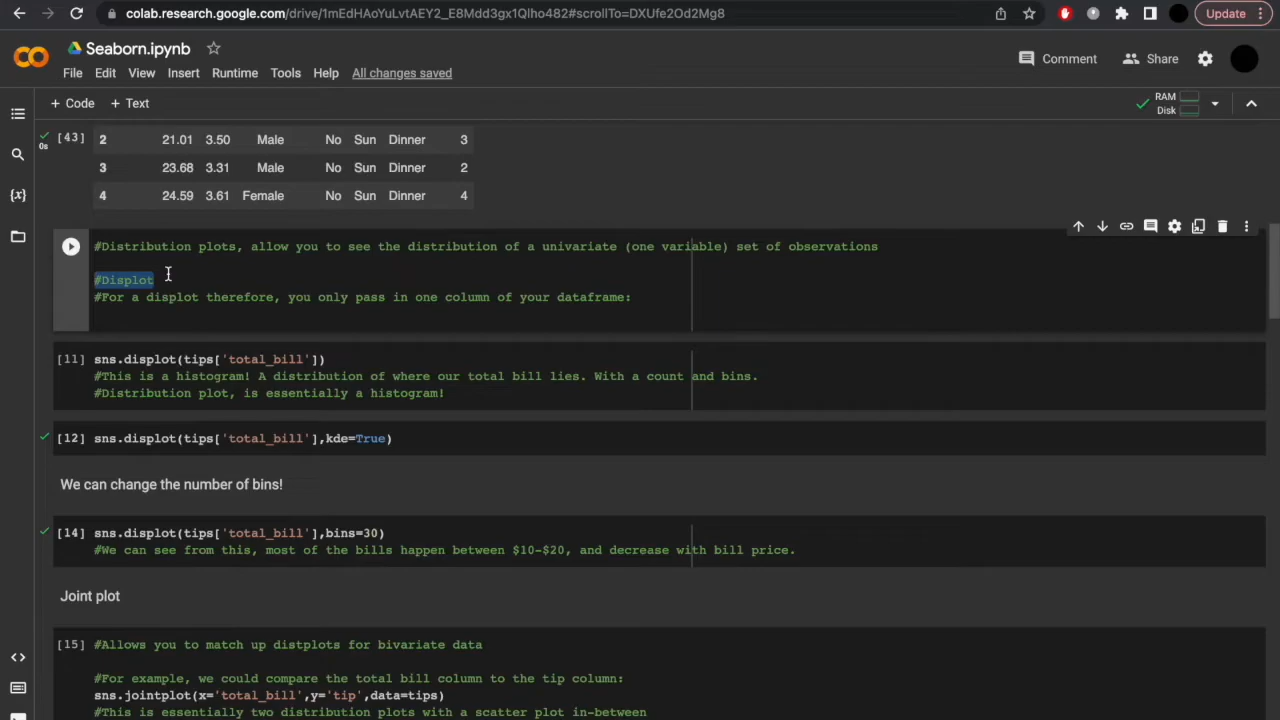 colab.research.google.com/drive/1mEdHAoYuLvtAEY2_E8Mdd3gx1Qlho482#scrollTo=DXUfe2Od2Mg8
Update
Seaborn.ipynb
File Edit View Insert Runtime Tools Help All changes saved
Comment Share
+ Code + Text
RAM
Disk
[43] 2 21.01 3.50 Male No Sun Dinner 3
0s
3 23.68 3.31 Male No Sun Dinner 2
4 24.59 3.61 Female No Sun Dinner 4
#Distribution plots, allow you to see the distribution of a univariate (one variable) set of observations
#Displot
#For a displot therefore, you only pass in one column of your dataframe:
[11] sns.displot(tips['total_bill'])
#This is a histogram! A distribution of where our total bill lies. With a count and bins.
#Distribution plot, is essentially a histogram!
[12] sns.displot(tips['total_bill'],kde=True)
We can change the number of bins!
[14] sns.displot(tips['total_bill'],bins=30)
#We can see from this, most of the bills happen between $10-$20, and decrease with bill price.
Joint plot
[15] #Allows you to match up distplots for bivariate data
#For example, we could compare the total bill column to the tip column:
sns.jointplot(x='total_bill',y='tip',data=tips)
#This is essentially two distribution plots with a scatter plot in-between